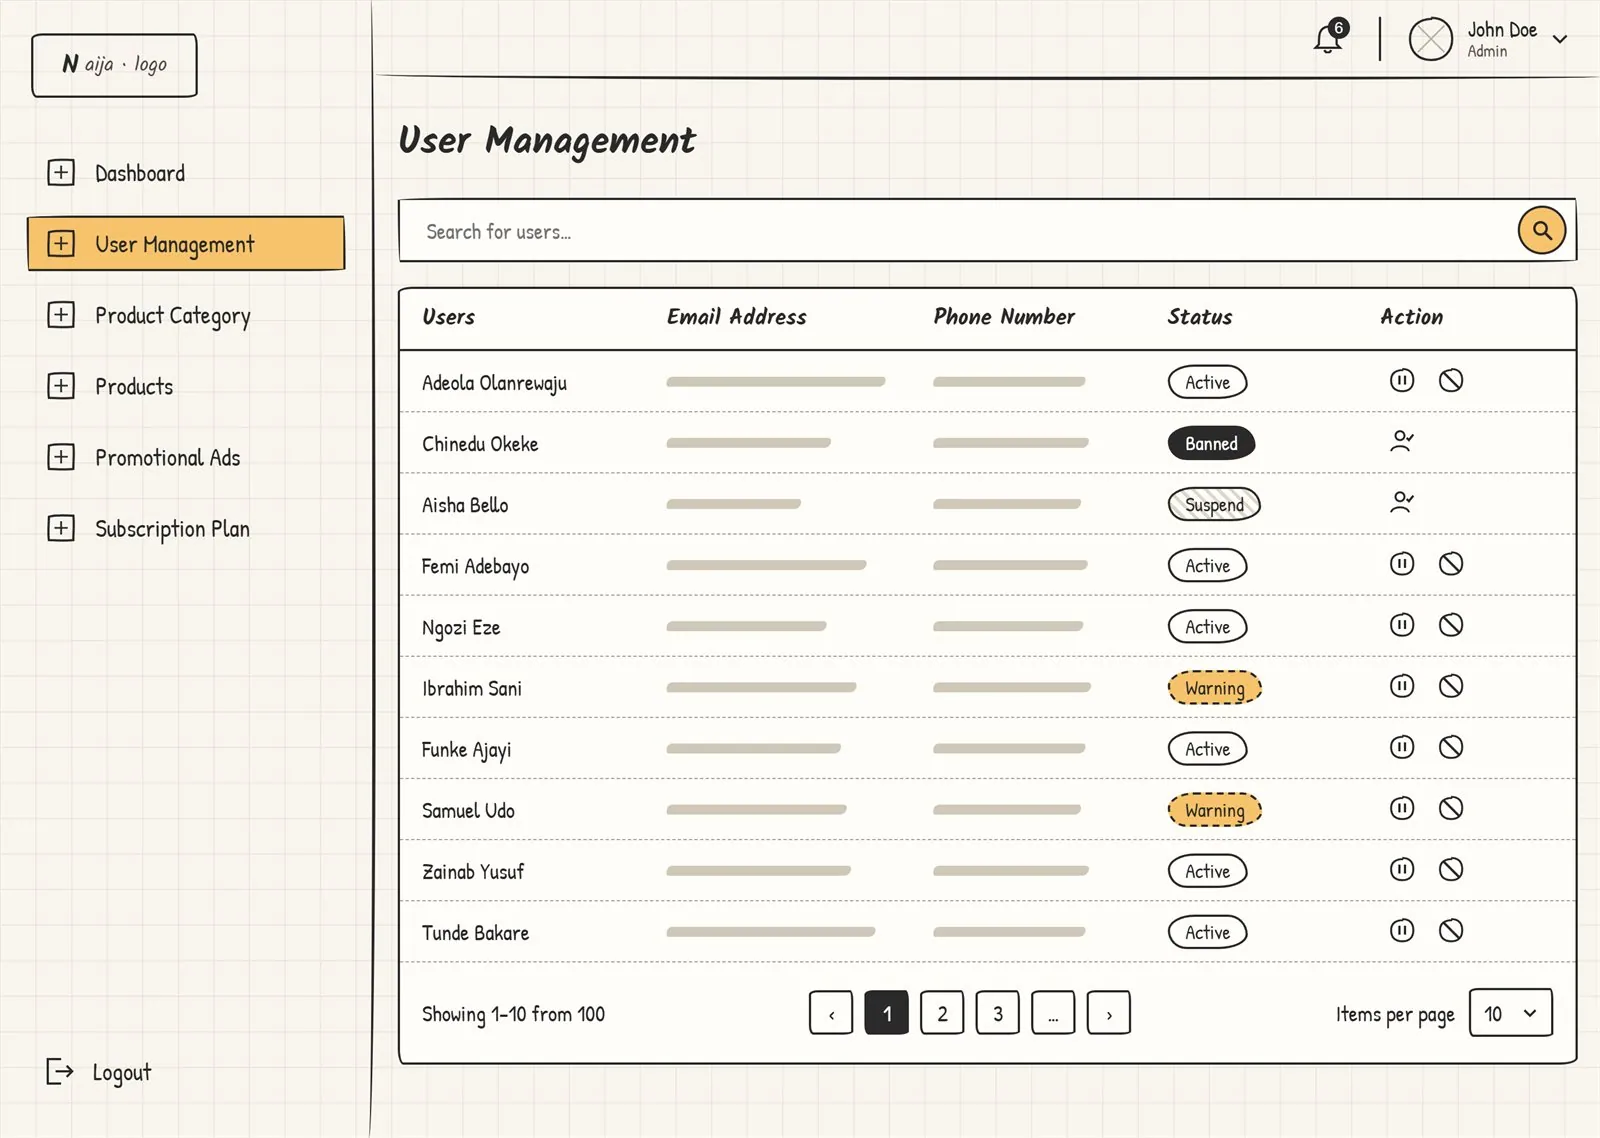 N aija · logo
6
John Doe
Admin
Dashboard
User Management
Product Category
Products
Promotional Ads
Subscription Plan
Logout
User Management
Search for users...
Users Email Address Phone Number Status Action
Adeola Olanrewaju Active
Chinedu Okeke Banned
Aisha Bello Suspend
Femi Adebayo Active
Ngozi Eze Active
Ibrahim Sani Warning
Funke Ajayi Active
Samuel Udo Warning
Zainab Yusuf Active
Tunde Bakare Active
Showing 1–10 from 100 ‹ 1 2 3 ... › Items per page 10